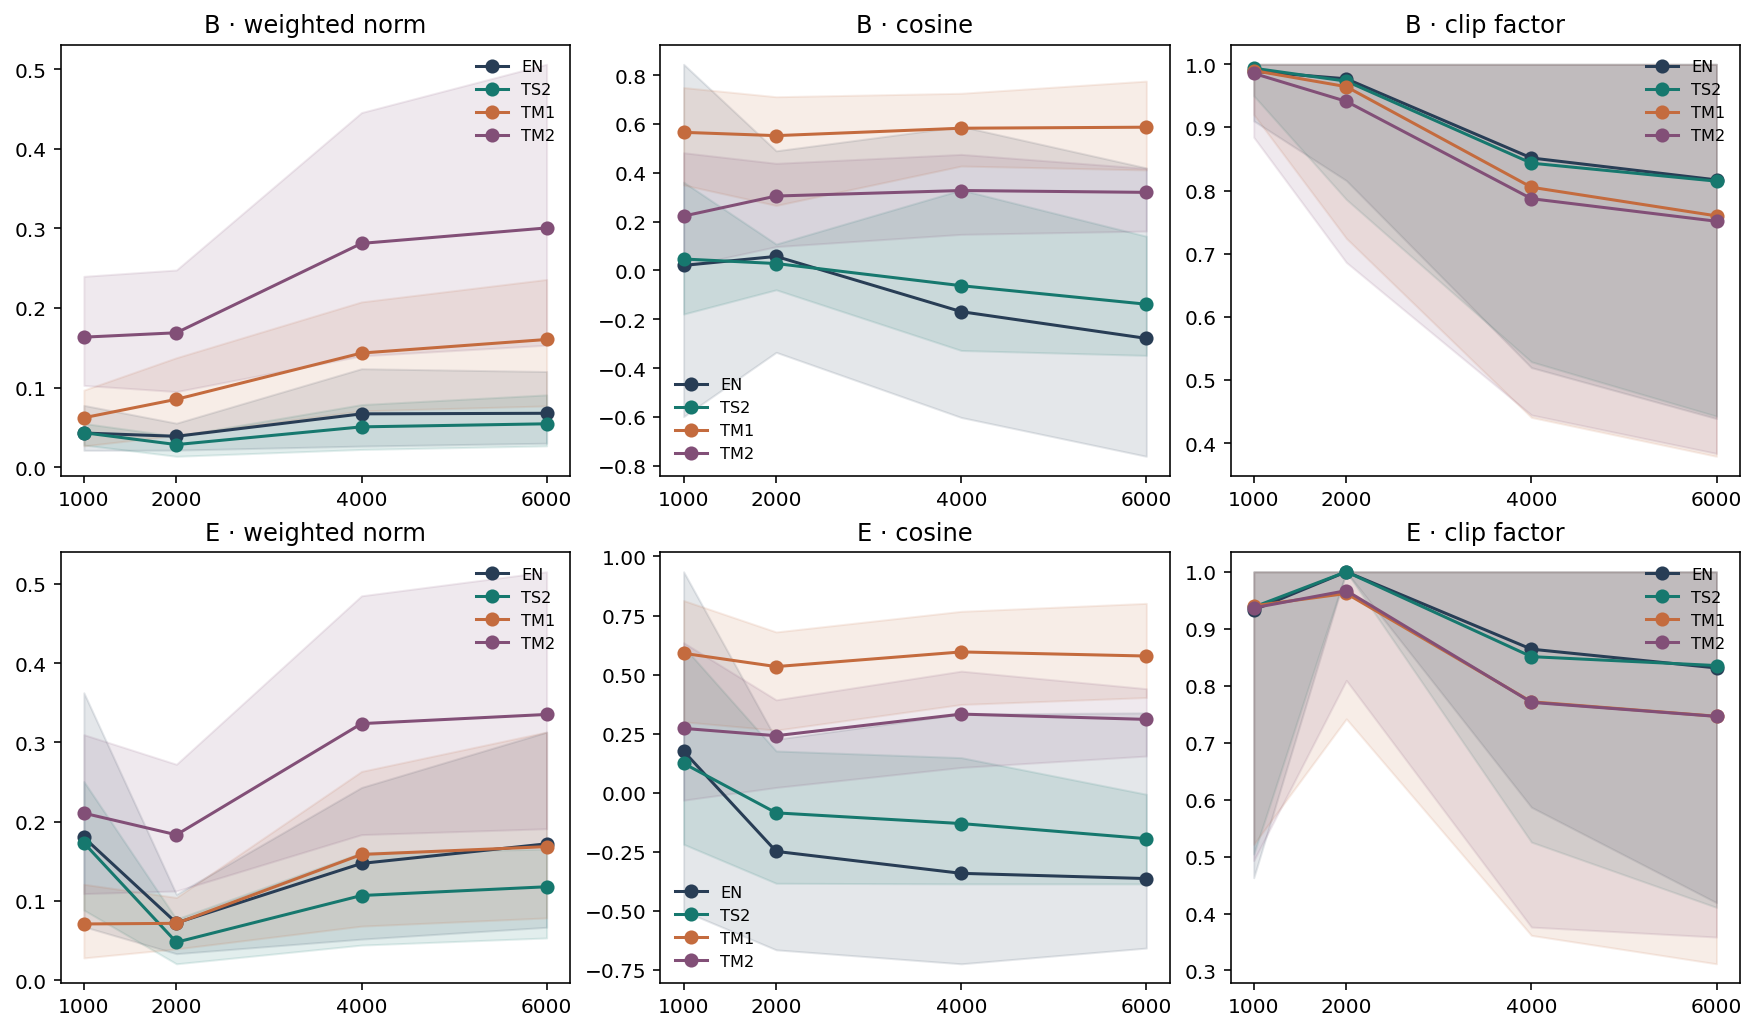 B · weighted norm
0.5
0.4
0.3
0.2
0.1
0.0
1000 2000 4000 6000
EN
TS2
TM1
TM2
B · cosine
0.8
0.6
0.4
0.2
0.0
−0.2
−0.4
−0.6
−0.8
1000 2000 4000 6000
EN
TS2
TM1
TM2
B · clip factor
1.0
0.9
0.8
0.7
0.6
0.5
0.4
1000 2000 4000 6000
EN
TS2
TM1
TM2
E · weighted norm
0.5
0.4
0.3
0.2
0.1
0.0
1000 2000 4000 6000
EN
TS2
TM1
TM2
E · cosine
1.00
0.75
0.50
0.25
0.00
−0.25
−0.50
−0.75
1000 2000 4000 6000
EN
TS2
TM1
TM2
E · clip factor
1.0
0.9
0.8
0.7
0.6
0.5
0.4
0.3
1000 2000 4000 6000
EN
TS2
TM1
TM2